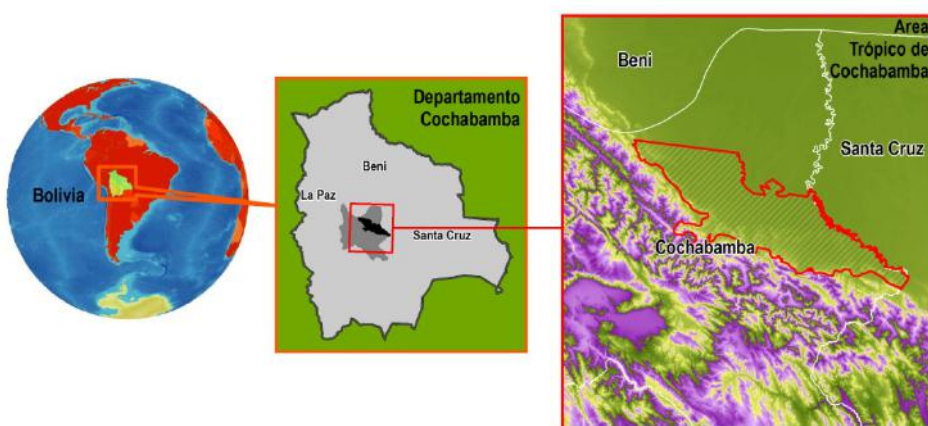 Bolivia
Departamento
Cochabamba
Beni
La Paz
Santa Cruz
Area
Trópico de
Cochabamba
Beni
Santa Cruz
Cochabamba